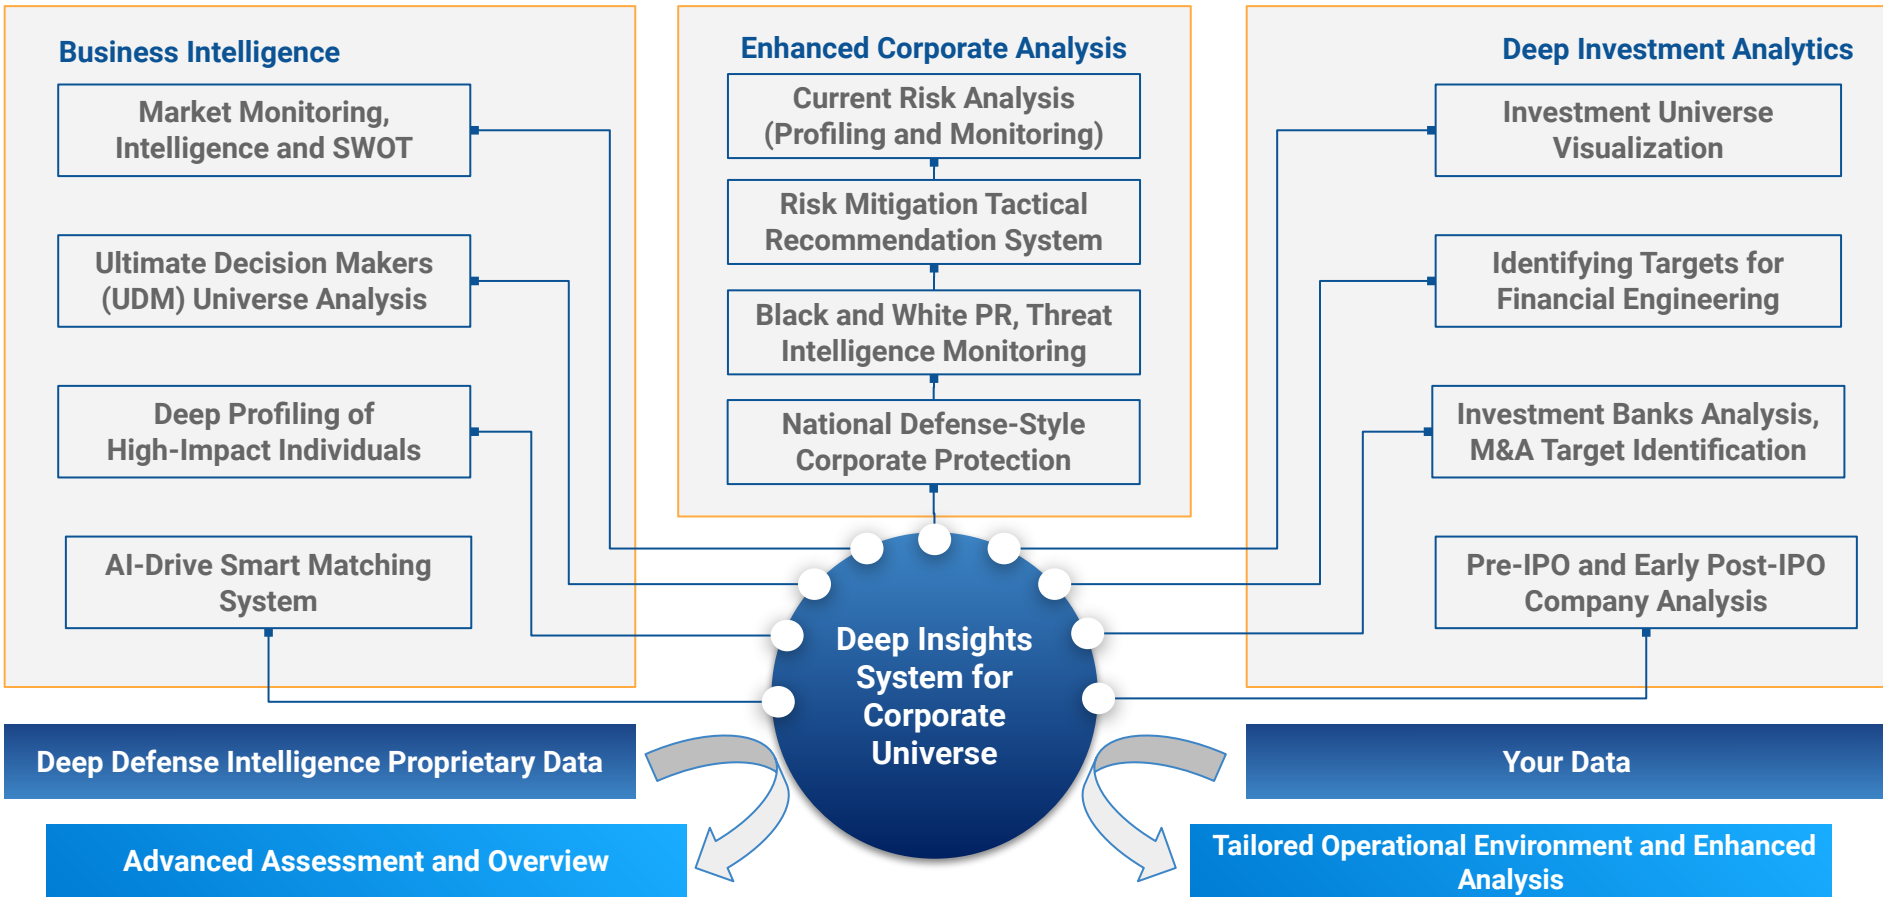 Business Intelligence
Market Monitoring,
Intelligence and SWOT
Ultimate Decision Makers
(UDM) Universe Analysis
Deep Profiling of
High-Impact Individuals
AI-Drive Smart Matching
System
Enhanced Corporate Analysis
Current Risk Analysis
(Profiling and Monitoring)
Risk Mitigation Tactical
Recommendation System
Black and White PR, Threat
Intelligence Monitoring
National Defense-Style
Corporate Protection
Deep Investment Analytics
Investment Universe
Visualization
Identifying Targets for
Financial Engineering
Investment Banks Analysis,
M&A Target Identification
Pre-IPO and Early Post-IPO
Company Analysis
Deep Insights
System for
Corporate
Universe
Deep Defense Intelligence Proprietary Data
Your Data
Advanced Assessment and Overview
Tailored Operational Environment and Enhanced
Analysis